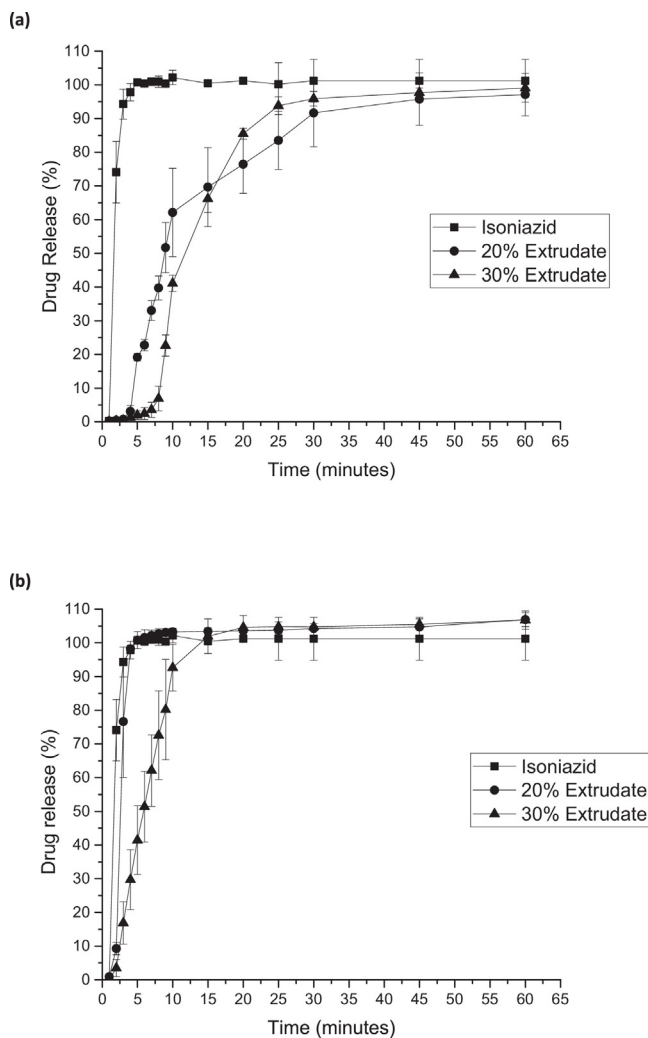 (a)
110
100
90
80
70
60
50
40
30
20
10
0
Drug Release (%)
Isoniazid
20% Extrudate
30% Extrudate
0 5 10 15 20 25 30 35 40 45 50 55 60 65
Time (minutes)
(b)
110
100
90
80
70
60
50
40
30
20
10
0
Drug release (%)
Isoniazid
20% Extrudate
30% Extrudate
0 5 10 15 20 25 30 35 40 45 50 55 60 65
Time (minutes)